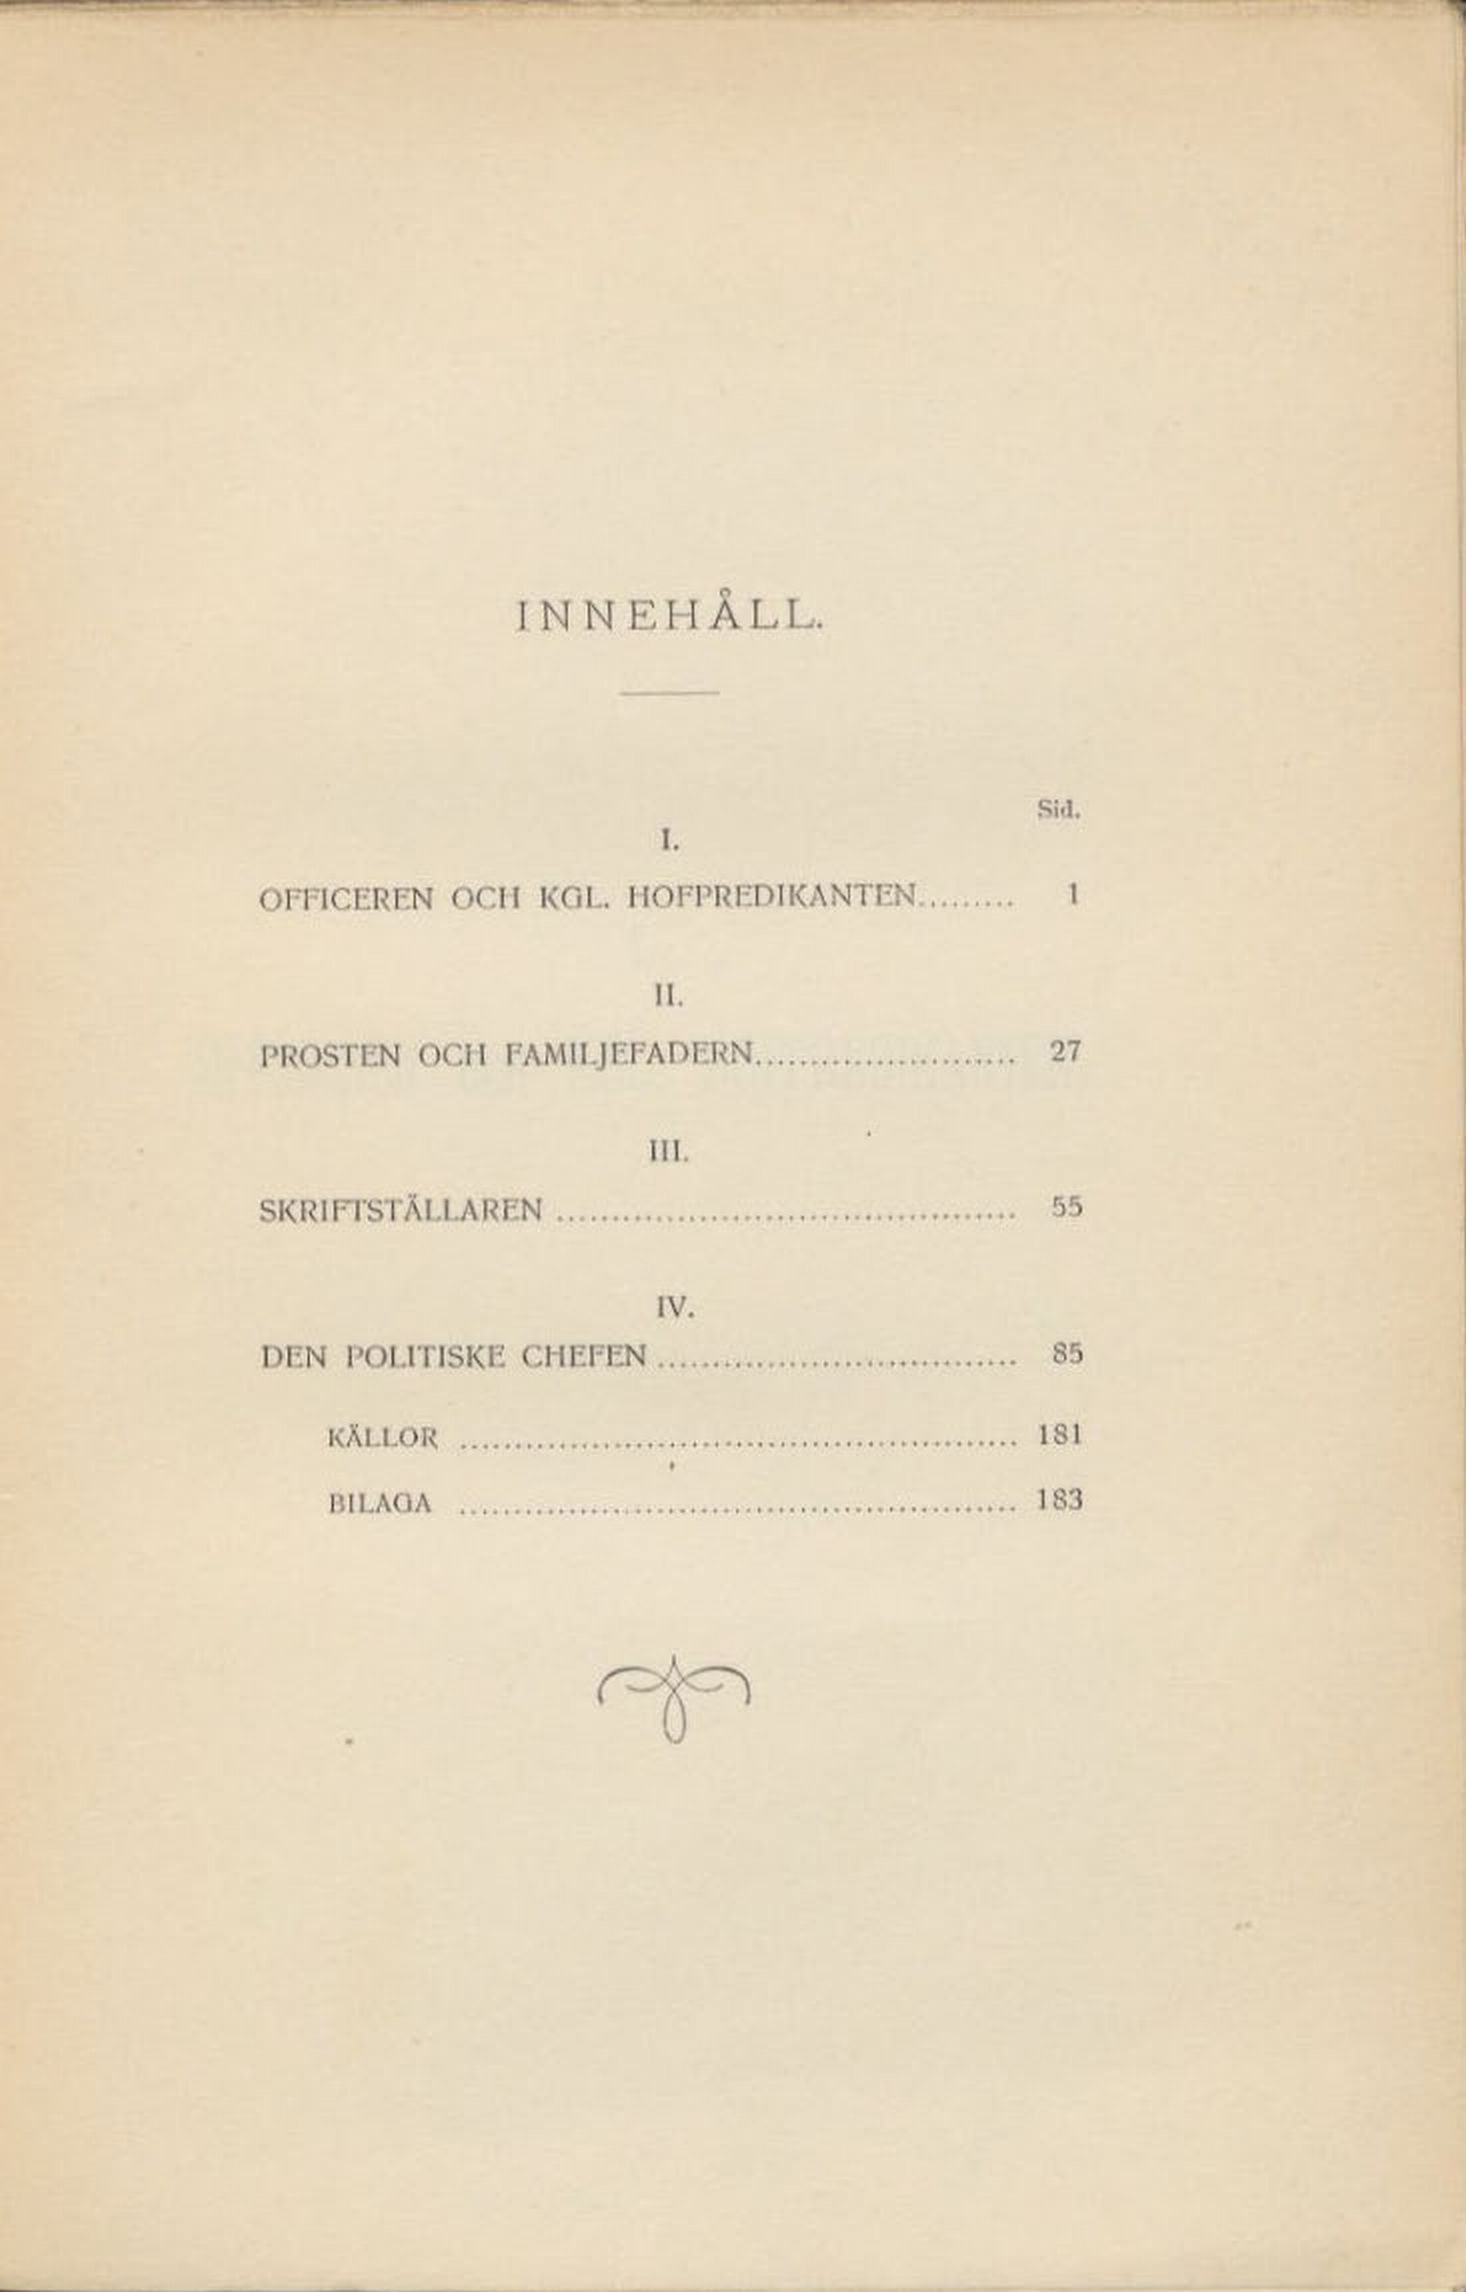 INNEHÅLL.
Sid.
I.
OFFICEREN OCH KGL. HOFPREDIKANTEN.......... 1
II.
PROSTEN OCH FAMILJEFADERN.......................... 27
III.
SKRIFTSTÄLLAREN .............................................. 55
IV.
DEN POLITISKE CHEFEN .................................... 85
KÄLLOR ........................................................ 181
BILAGA ........................................................ 183